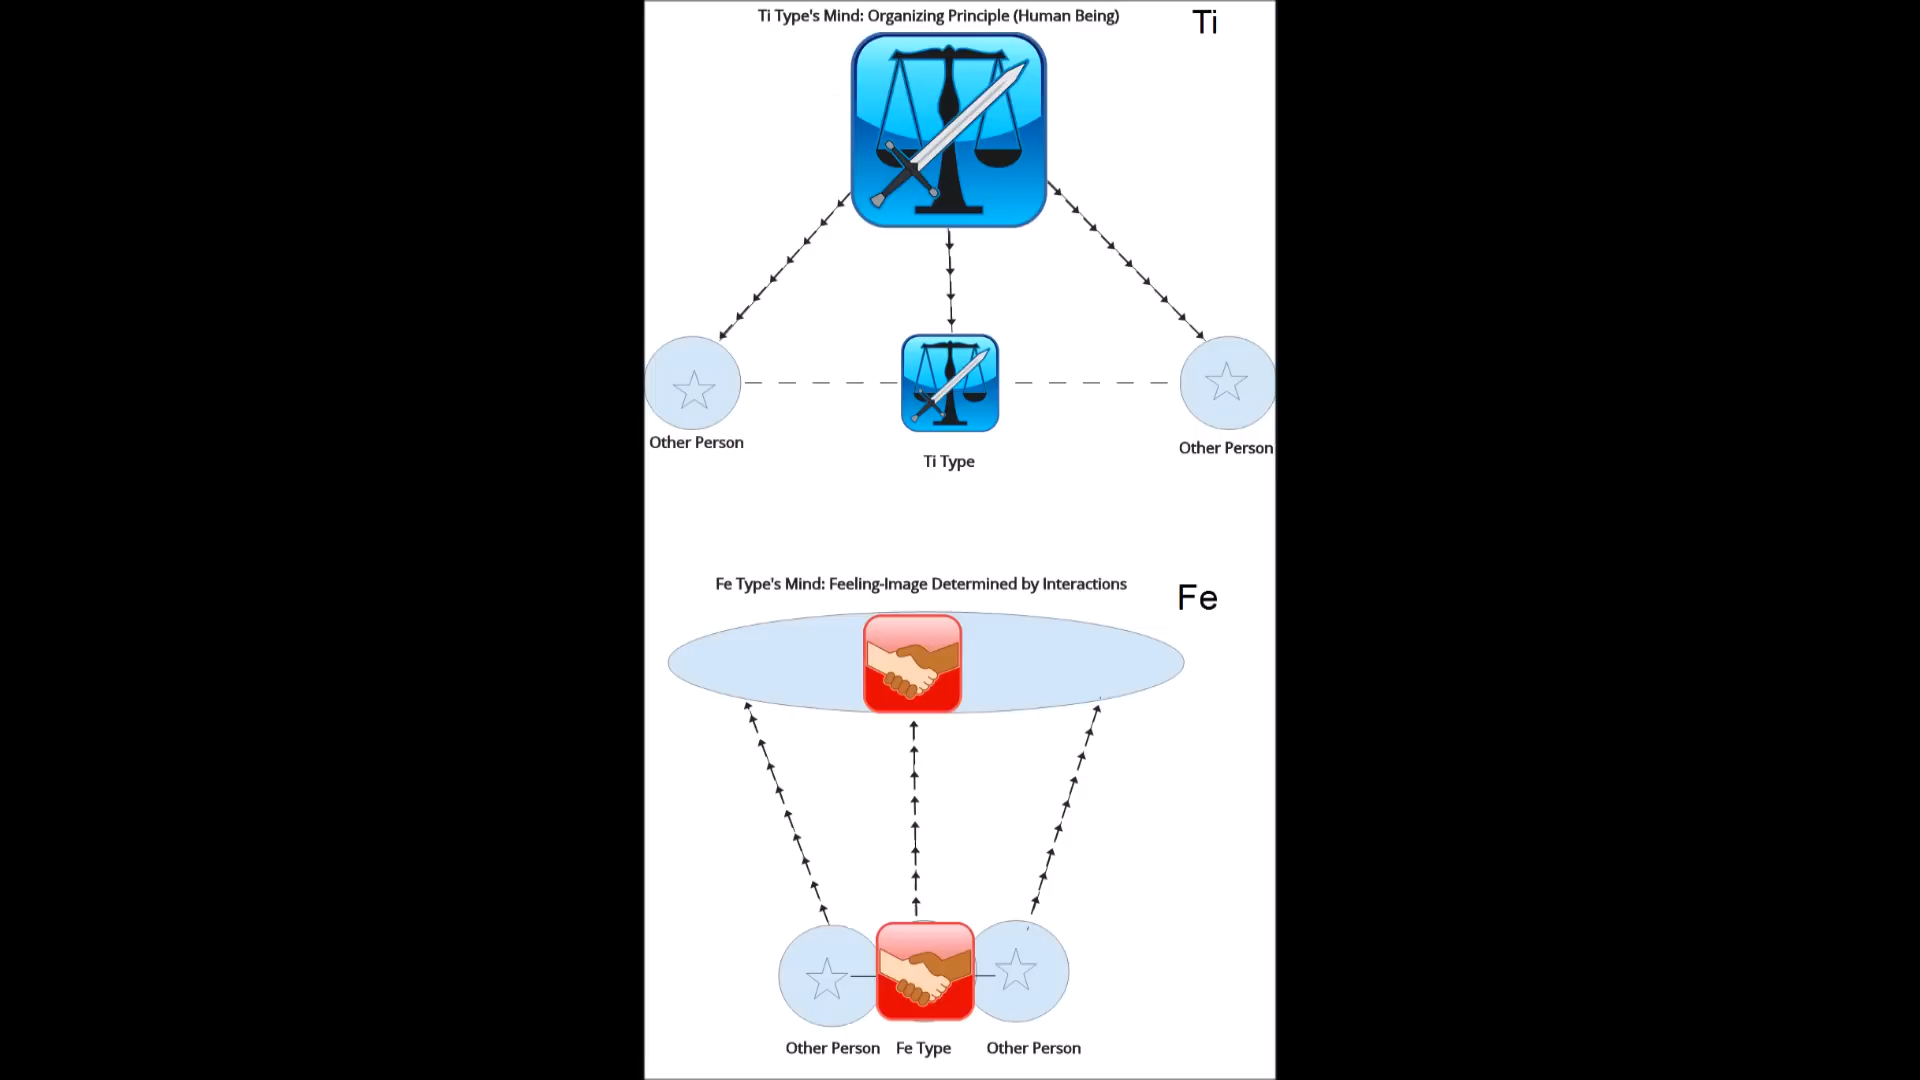 Ti Type's Mind: Organizing Principle (Human Being)
Ti
Other Person
Ti Type
Other Person
Fe Type's Mind: Feeling-Image Determined by Interactions
Fe
Other Person
Fe Type
Other Person